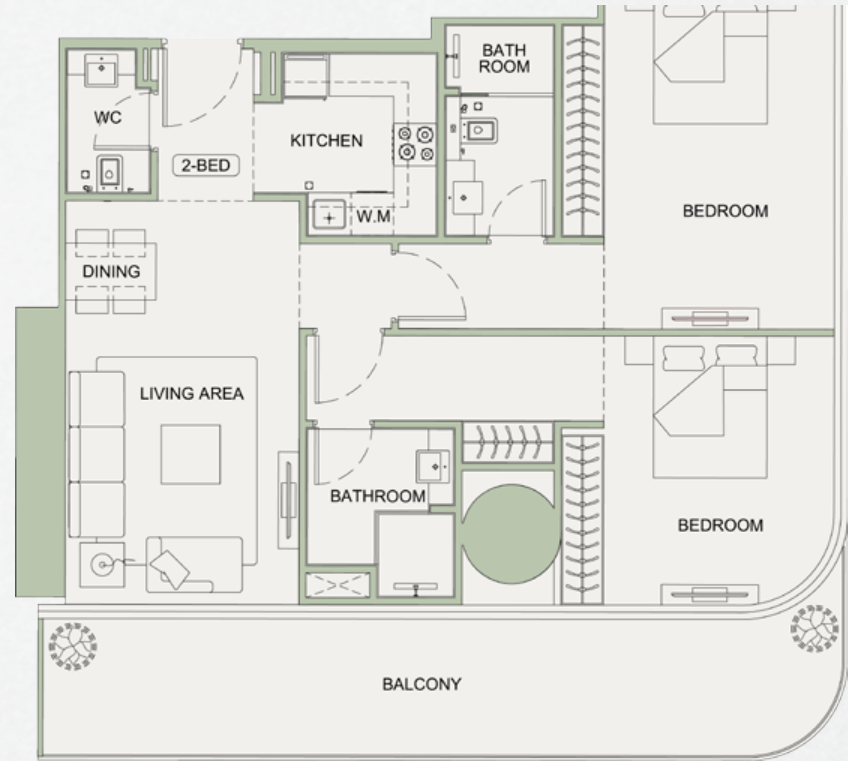 BATH
ROOM
WC
KITCHEN
2-BED
W.M
BEDROOM
DINING
LIVING AREA
BATHROOM
BEDROOM
BALCONY